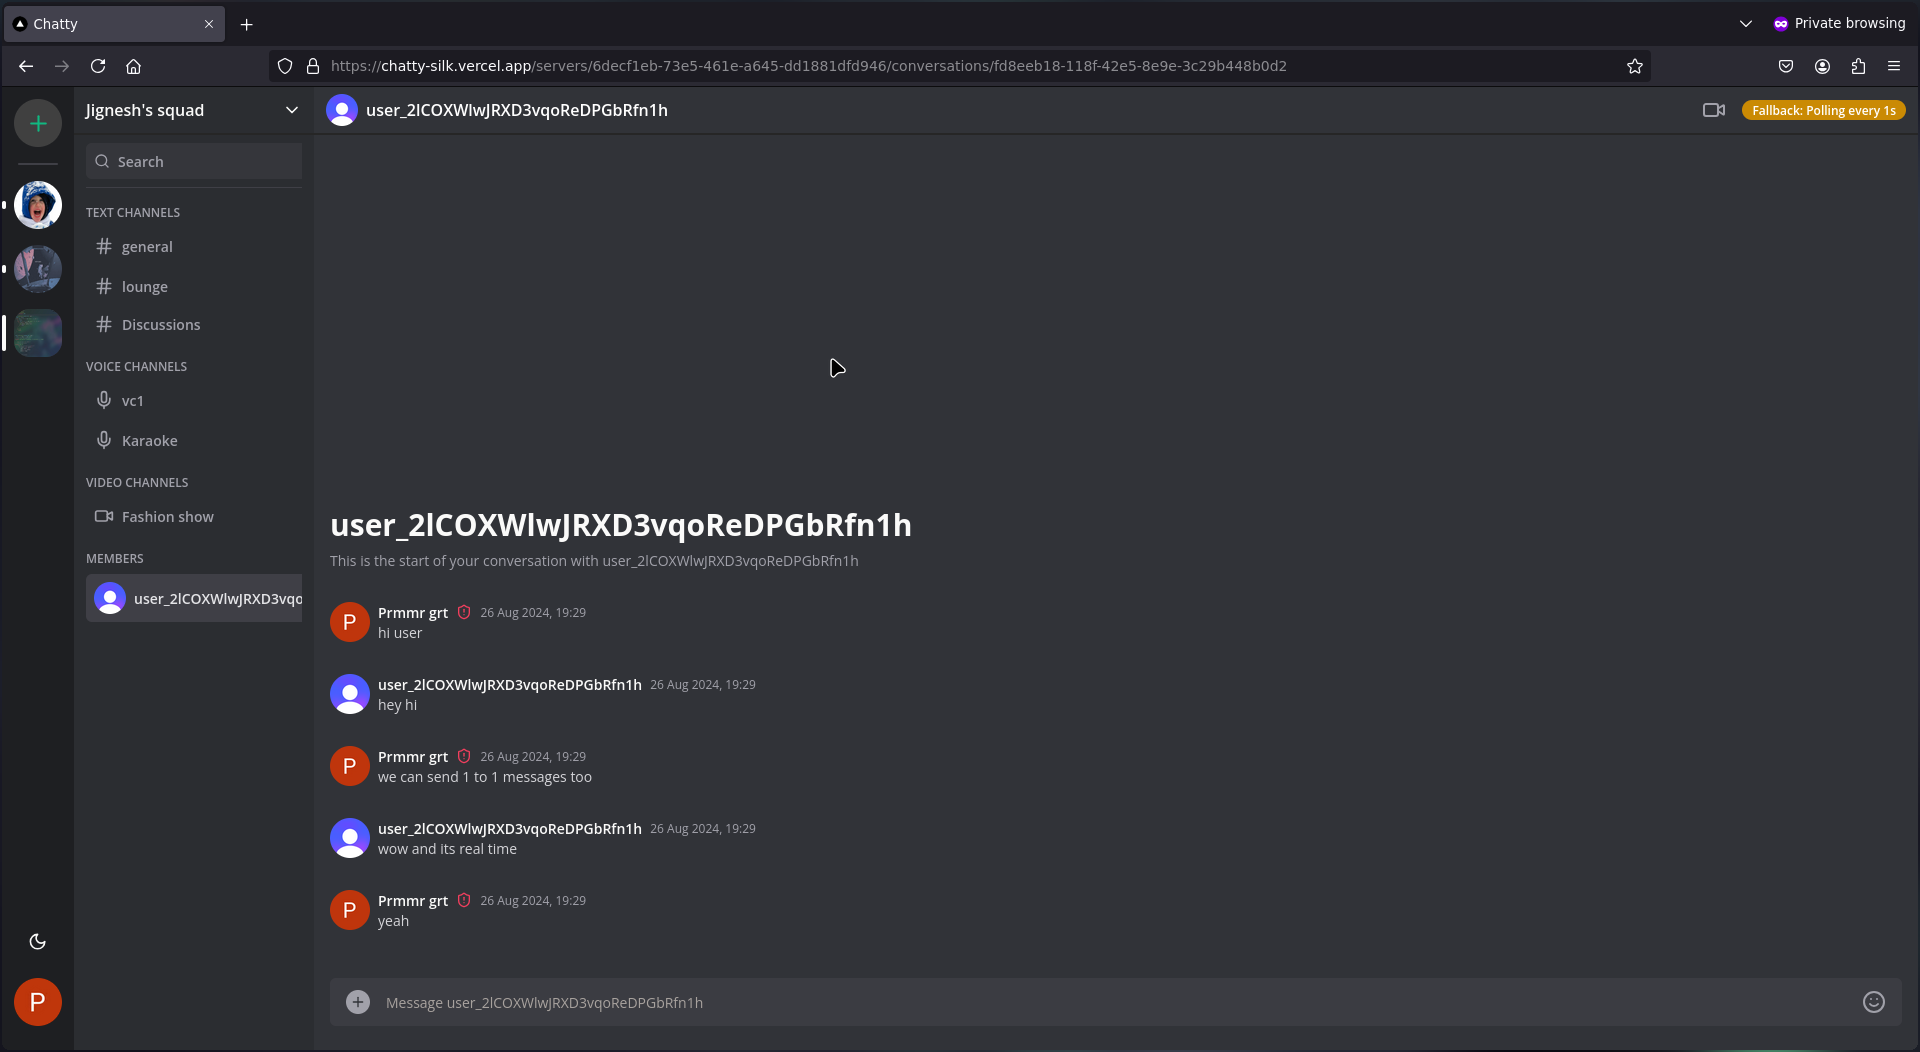 Chatty
Private browsing
https://chatty-silk.vercel.app/servers/6decf1eb-73e5-461e-a645-dd1881dfd946/conversations/fd8eeb18-118f-42e5-8e9e-3c29b448b0d2
Jignesh's squad
user_2lCOXWlwJRXD3vqoReDPGbRfn1h
Fallback: Polling every 1s
Search
TEXT CHANNELS
general
lounge
Discussions
VOICE CHANNELS
vc1
Karaoke
VIDEO CHANNELS
Fashion show
MEMBERS
user_2lCOXWlwJRXD3vqo
user_2lCOXWlwJRXD3vqoReDPGbRfn1h
This is the start of your conversation with user_2lCOXWlwJRXD3vqoReDPGbRfn1h
P
Prmmr grt 26 Aug 2024, 19:29
hi user
user_2lCOXWlwJRXD3vqoReDPGbRfn1h 26 Aug 2024, 19:29
hey hi
P
Prmmr grt 26 Aug 2024, 19:29
we can send 1 to 1 messages too
user_2lCOXWlwJRXD3vqoReDPGbRfn1h 26 Aug 2024, 19:29
wow and its real time
P
Prmmr grt 26 Aug 2024, 19:29
yeah
P
Message user_2lCOXWlwJRXD3vqoReDPGbRfn1h